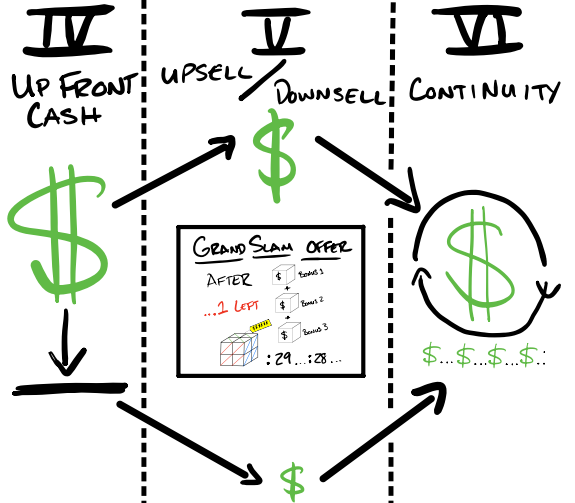 IV
UP FRONT
CASH
$
V
UPSELL /
DOWNSELL
$
GRAND SLAM OFFER
AFTER
...1 LEFT
$ BONUS 1
+
$ BONUS 2
+
$ BONUS 3
:29...:28...
$
VI
CONTINUITY
$
$...$...$...$...